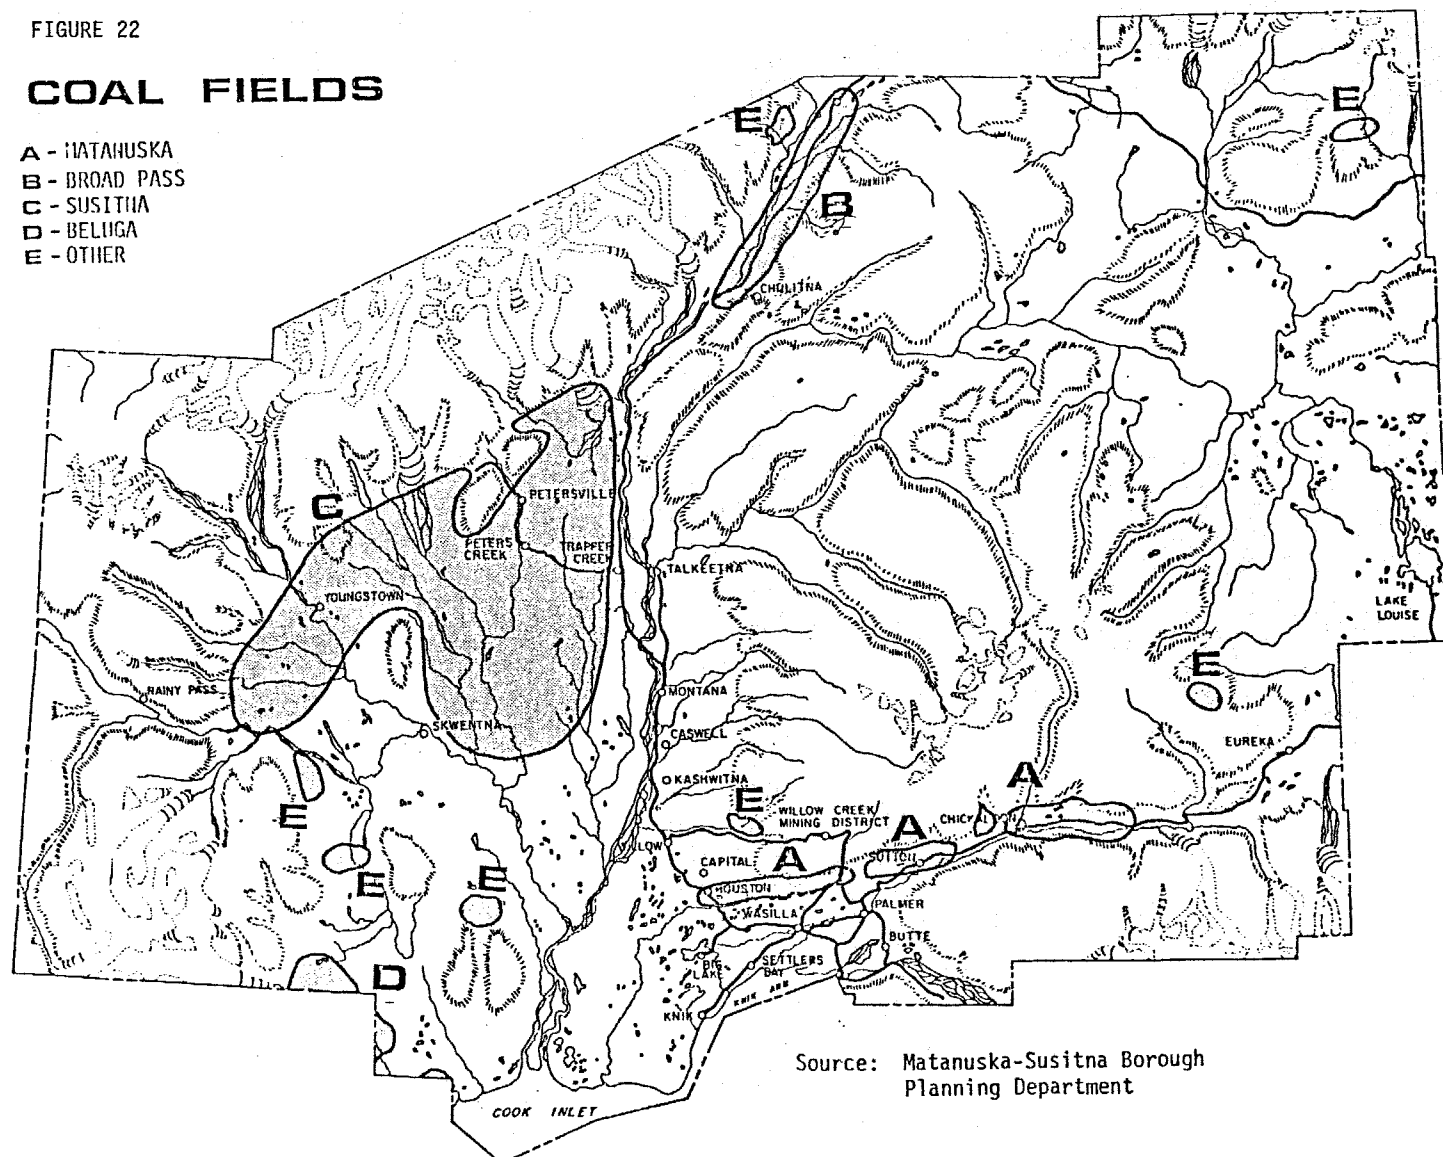 FIGURE 22
COAL FIELDS
A - MATANUSKA
B - BROAD PASS
C - SUSITNA
D - BELUGA
E - OTHER
E
E
B
CHULITNA
C
PETERSVILLE
PETERS
CREEK
TRAPPER
CREEK
TALKEETNA
YOUNGSTOWN
LAKE
LOUISE
E
RAINY PASS
MONTANA
SKWENTNA
CASWELL
EUREKA
KASHWITNA
A
E
E
WILLOW CREEK/
MINING DISTRICT
A
CAPITAL
A
SUTTON
HOUSTON
E
E
WASILLA
PALMER
BUTTE
BIG
LAKE
SETTLERS
BAY
D
KNIK ARM
KNIK
COOK INLET
Source: Matanuska-Susitna Borough
Planning Department